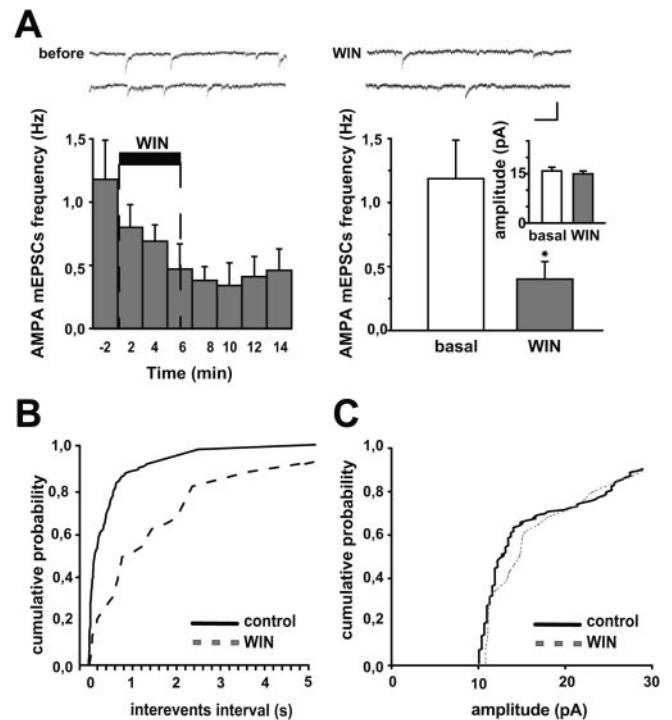 A
before
WIN
AMPA mEPSCs frequency (Hz)
1,5
1,0
0,5
0,0
WIN
-2 2 4 6 8 10 12 14
Time (min)
AMPA mEPSCs frequency (Hz)
1,5
1,0
0,5
0,0
*
basal WIN
amplitude (pA)
15
0
basal WIN
B
cumulative probability
1,0
0,8
0,6
0,4
0,2
0,0
control
WIN
0 1 2 3 4 5
interevents interval (s)
C
cumulative probability
1,0
0,8
0,6
0,4
0,2
0,0
control
WIN
0 10 20 30
amplitude (pA)